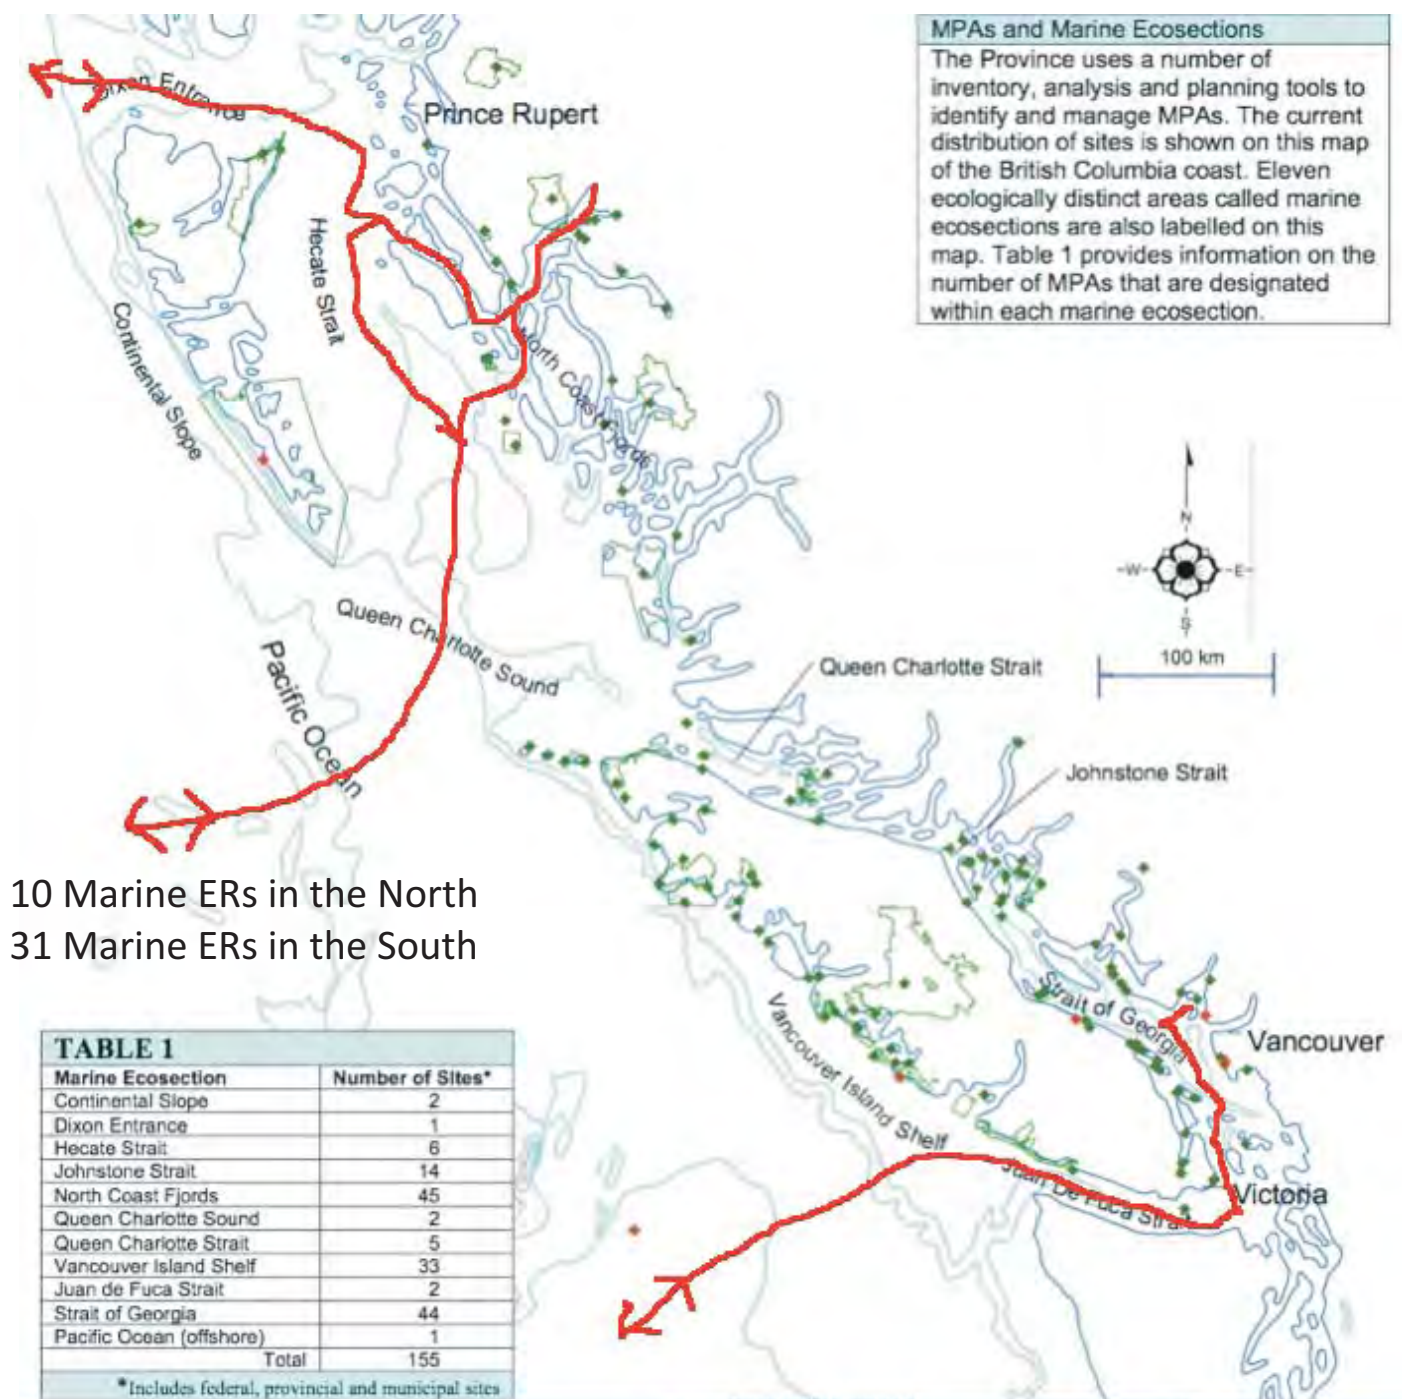 MPAs and Marine Ecosections
The Province uses a number of
inventory, analysis and planning tools to
identify and manage MPAs. The current
distribution of sites is shown on this map
of the British Columbia coast. Eleven
ecologically distinct areas called marine
ecosections are also labelled on this
map. Table 1 provides information on the
number of MPAs that are designated
within each marine ecosection.
Dixon Entrance
Prince Rupert
Hecate Strait
Continental Slope
North Coast Fjords
N
W E
S
100 km
Queen Charlotte Sound
Queen Charlotte Strait
Pacific Ocean
Johnstone Strait
10 Marine ERs in the North
31 Marine ERs in the South
Strait of Georgia
Vancouver
Vancouver Island Shelf
Juan De Fuca Strait
Victoria
TABLE 1
Marine Ecosection Number of Sites*
Continental Slope 2
Dixon Entrance 1
Hecate Strait 6
Johnstone Strait 14
North Coast Fjords 45
Queen Charlotte Sound 2
Queen Charlotte Strait 5
Vancouver Island Shelf 33
Juan de Fuca Strait 2
Strait of Georgia 44
Pacific Ocean (offshore) 1
Total 155
*Includes federal, provincial and municipal sites